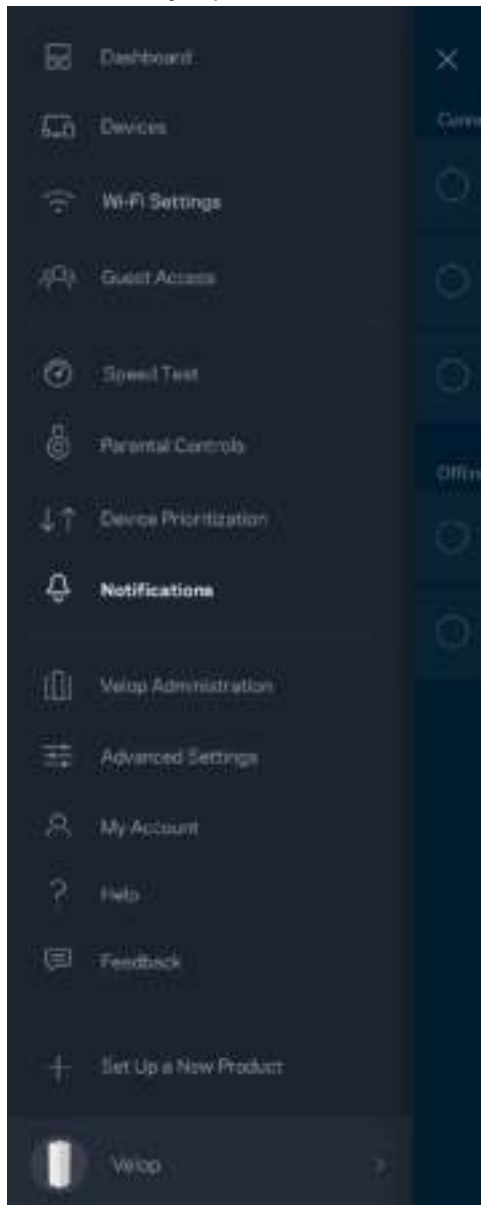 Dashboard
Devices
Wi-Fi Settings
Guest Access
Speed Test
Parental Controls
Device Prioritization
Notifications
Velop Administration
Advanced Settings
My Account
Help
Feedback
Set Up a New Product
Velop